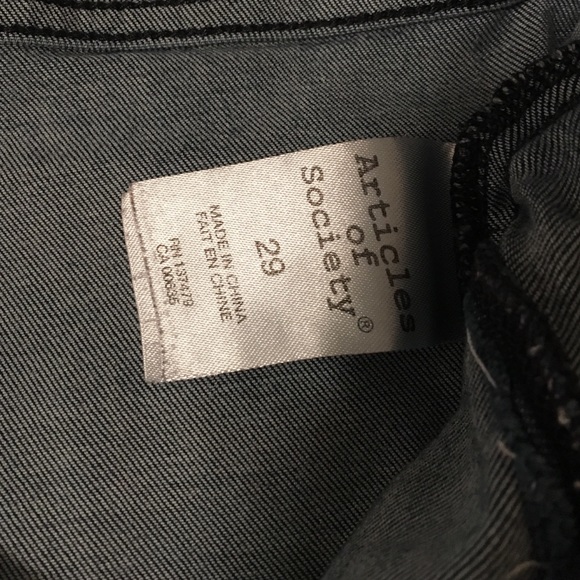 Articles
of
Society®
29
MADE IN CHINA
FAIT EN CHINE
RN 137479